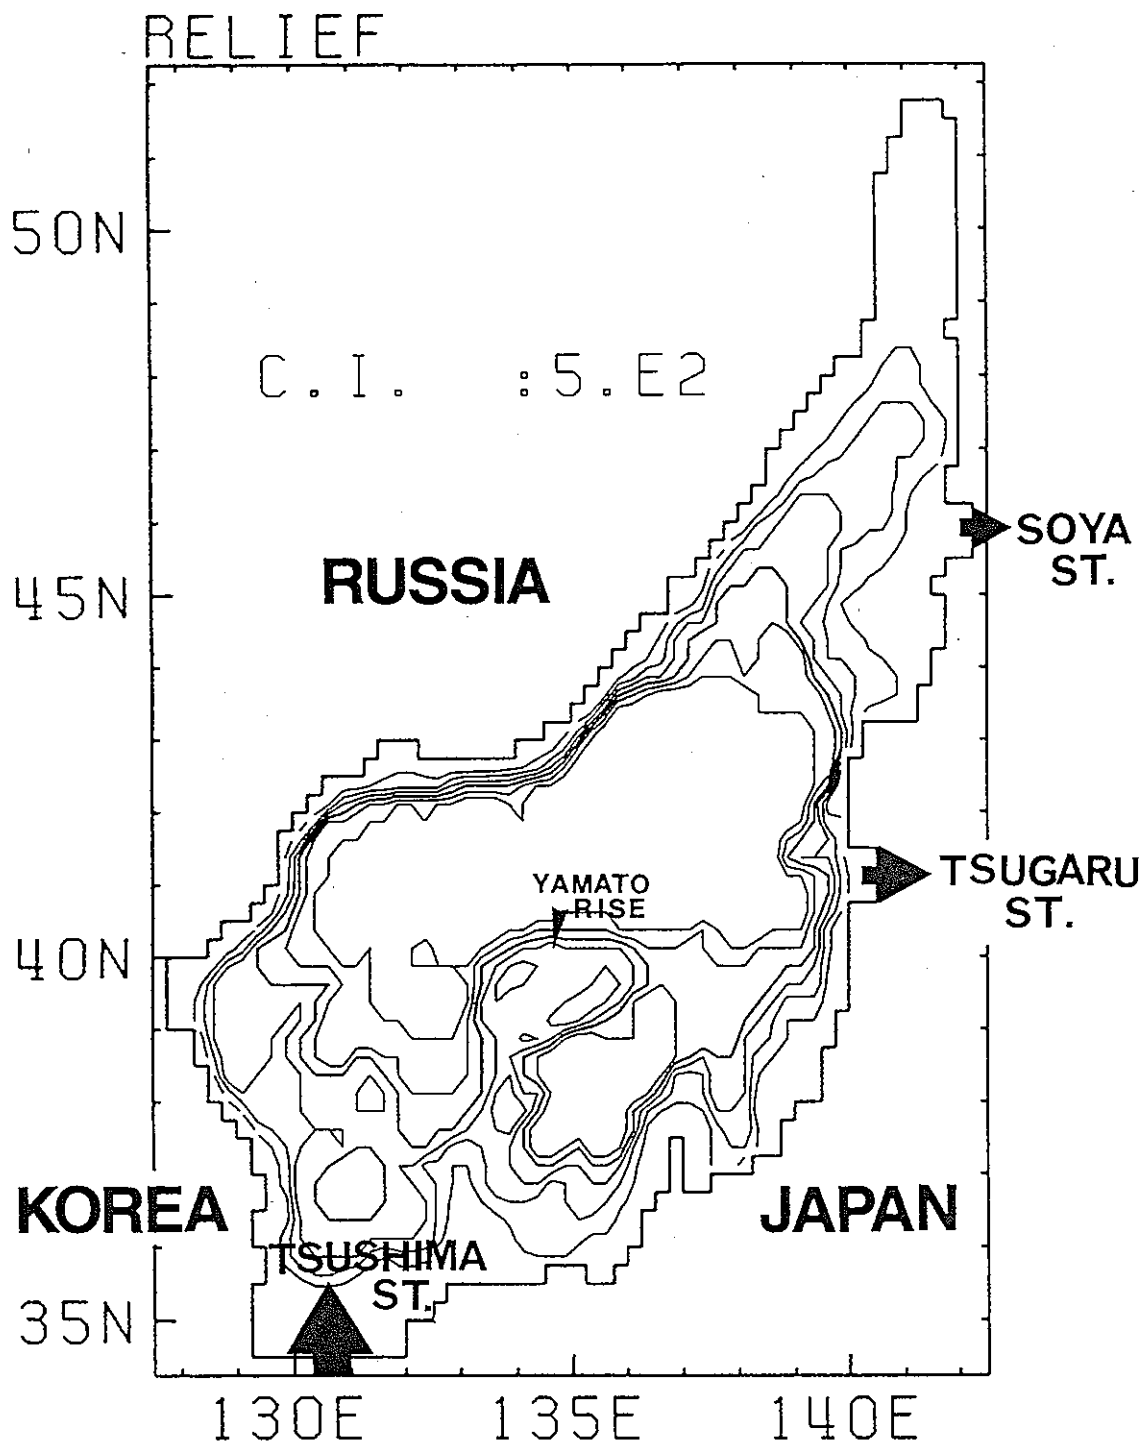 RELIEF
50N
C.I. :5.E2
SOYA
ST.
RUSSIA
45N
TSUGARU
ST.
YAMATO
RISE
40N
KOREA
JAPAN
TSUSHIMA
ST.
35N
130E 135E 140E